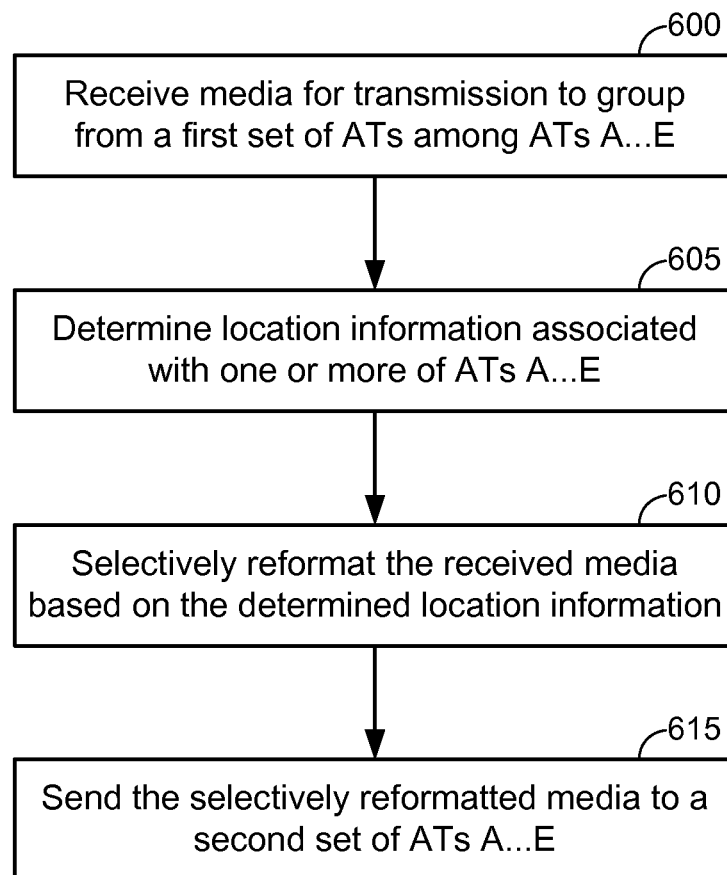 600
Receive media for transmission to group
from a first set of ATs among ATs A...E
605
Determine location information associated
with one or more of ATs A...E
610
Selectively reformat the received media
based on the determined location information
615
Send the selectively reformatted media to a
second set of ATs A...E